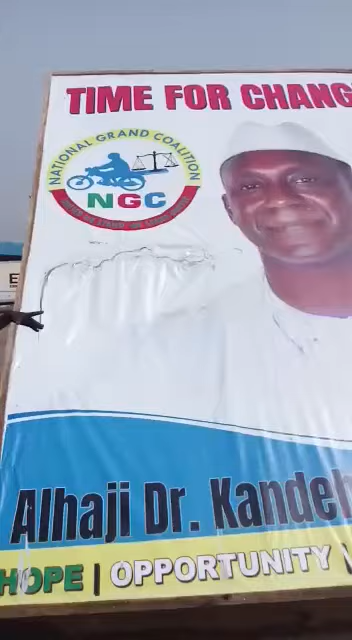 TIME FOR CHANG
NATIONAL GRAND COALITION
NGC
Alhaji Dr. Kandeh
HOPE | OPPORTUNITY